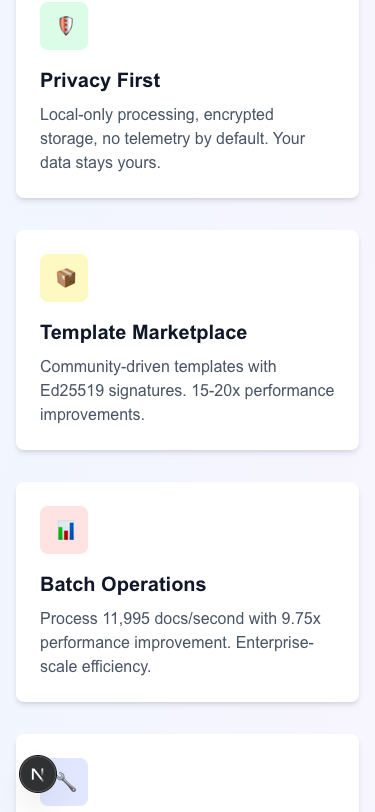 Privacy First
Local-only processing, encrypted
storage, no telemetry by default. Your
data stays yours.
Template Marketplace
Community-driven templates with
Ed25519 signatures. 15-20x performance
improvements.
Batch Operations
Process 11,995 docs/second with 9.75x
performance improvement. Enterprise-
scale efficiency.
N